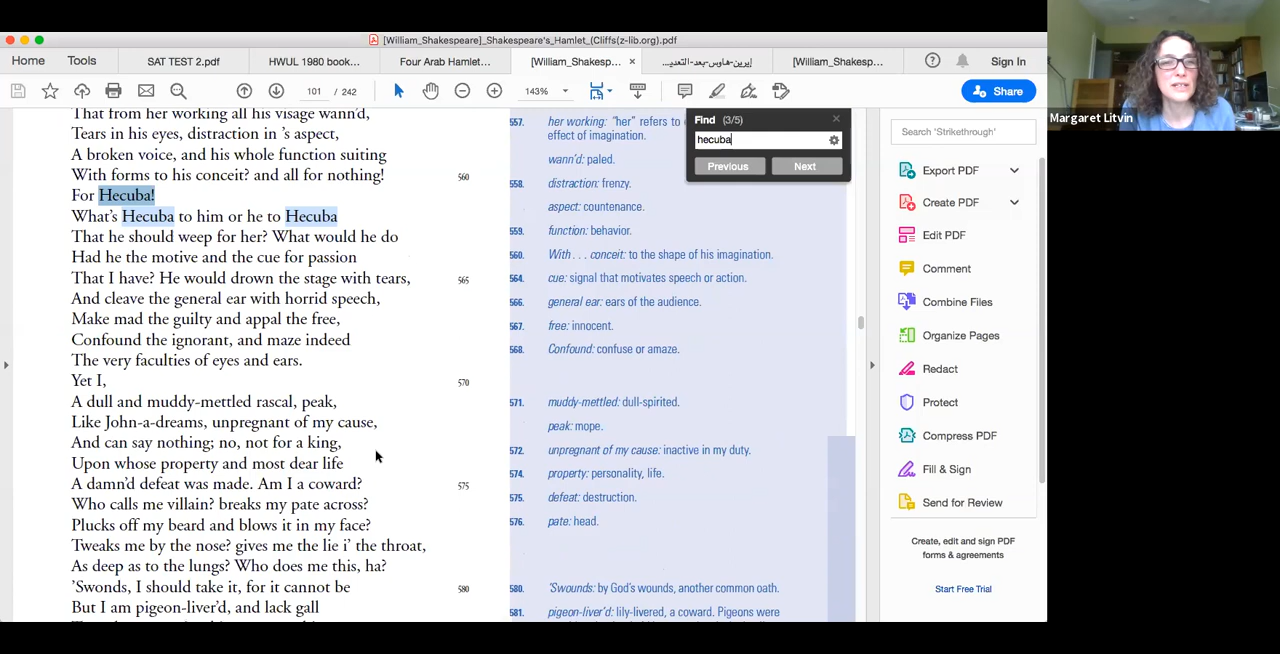 [William_Shakespeare]_Shakespeare's_Hamlet_(Cliffs(z-lib.org).pdf
Home
Tools
SAT TEST 2.pdf
HWUL 1980 book...
Four Arab Hamlet...
[William_Shakespe... ×
إيرين-هاوس-بعد-التعديـ...
[William_Shakespe...
Sign In
101 / 242
143%
Share
Margaret Litvin
Find (3/5)
hecuba
Previous
Next
That from her working all his visage wann'd,
Tears in his eyes, distraction in 's aspect,
A broken voice, and his whole function suiting
With forms to his conceit? and all for nothing! 560
For Hecuba!
What's Hecuba to him or he to Hecuba
That he should weep for her? What would he do
Had he the motive and the cue for passion
That I have? He would drown the stage with tears, 565
And cleave the general ear with horrid speech,
Make mad the guilty and appal the free,
Confound the ignorant, and maze indeed
The very faculties of eyes and ears.
Yet I, 570
A dull and muddy-mettled rascal, peak,
Like John-a-dreams, unpregnant of my cause,
And can say nothing; no, not for a king,
Upon whose property and most dear life
A damn'd defeat was made. Am I a coward? 575
Who calls me villain? breaks my pate across?
Plucks off my beard and blows it in my face?
Tweaks me by the nose? gives me the lie i' the throat,
As deep as to the lungs? Who does me this, ha?
'Swonds, I should take it, for it cannot be 580
But I am pigeon-liver'd, and lack gall
557. her working: "her" refers to
effect of imagination.
wann'd: paled.
558. distraction: frenzy.
aspect: countenance.
559. function: behavior.
560. With . . . conceit: to the shape of his imagination.
564. cue: signal that motivates speech or action.
566. general ear: ears of the audience.
567. free: innocent.
568. Confound: confuse or amaze.
571. muddy-mettled: dull-spirited.
peak: mope.
572. unpregnant of my cause: inactive in my duty.
574. property: personality, life.
575. defeat: destruction.
576. pate: head.
580. 'Swounds: by God's wounds, another common oath.
581. pigeon-liver'd: lily-livered, a coward. Pigeons were
Search 'Strikethrough'
Export PDF
Create PDF
Edit PDF
Comment
Combine Files
Organize Pages
Redact
Protect
Compress PDF
Fill & Sign
Send for Review
Create, edit and sign PDF
forms & agreements
Start Free Trial